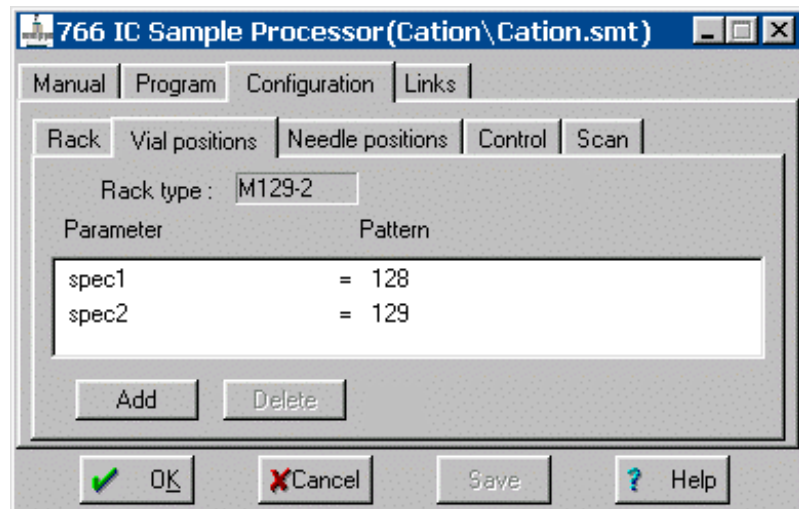 766 IC Sample Processor(Cation\Cation.smt)
Manual Program Configuration Links
Rack Vial positions Needle positions Control Scan
Rack type : M129-2
Parameter Pattern
spec1 = 128
spec2 = 129
Add Delete
OK Cancel Save ? Help